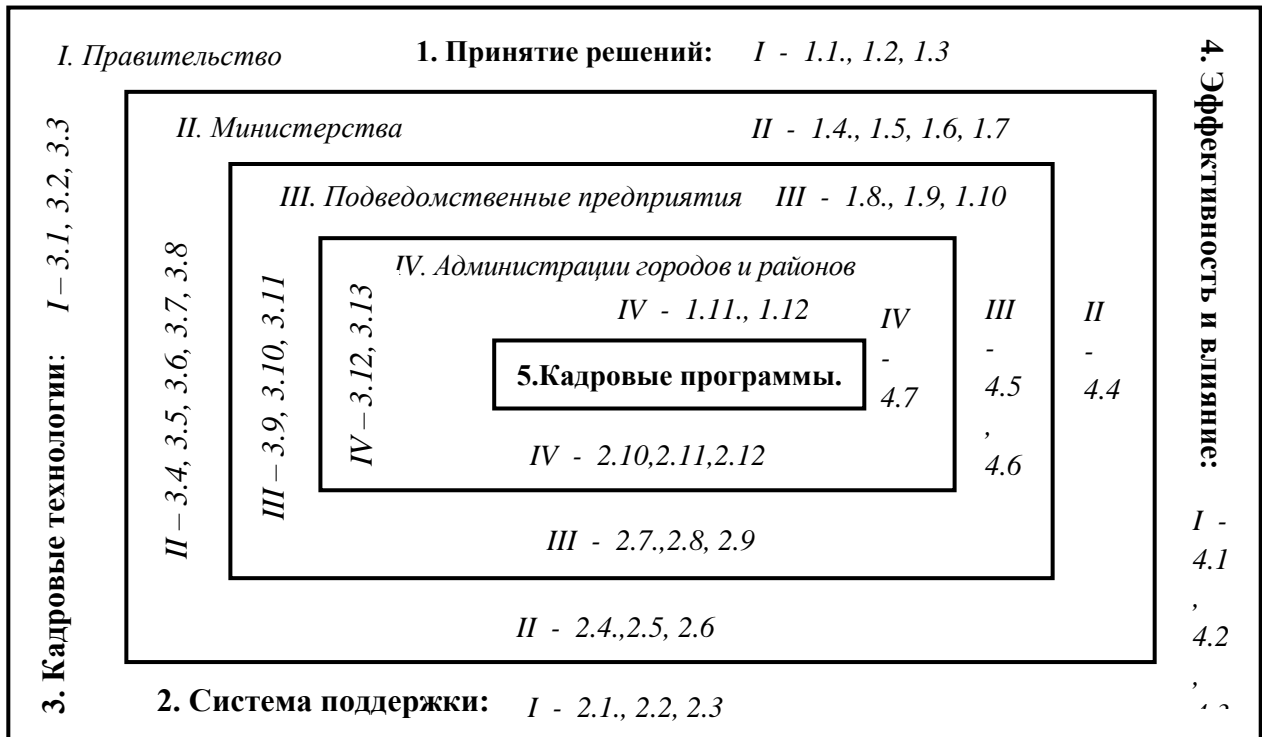 I. Правительство
1. Принятие решений: I - 1.1., 1.2, 1.3
II. Министерства
II - 1.4., 1.5, 1.6, 1.7
III. Подведомственные предприятия III - 1.8., 1.9, 1.10
IV. Администрации городов и районов
IV - 1.11., 1.12
5.Кадровые программы.
IV - 2.10,2.11,2.12
III - 2.7.,2.8, 2.9
II - 2.4.,2.5, 2.6
2. Система поддержки: I - 2.1., 2.2, 2.3
3. Кадровые технологии: I – 3.1, 3.2, 3.3
II – 3.4, 3.5, 3.6, 3.7, 3.8
III – 3.9, 3.10, 3.11
IV – 3.12, 3.13
IV
-
4.7
III
-
4.5
,
4.6
II
-
4.4
4. Эффективность и влияние:
I -
4.1
,
4.2
,